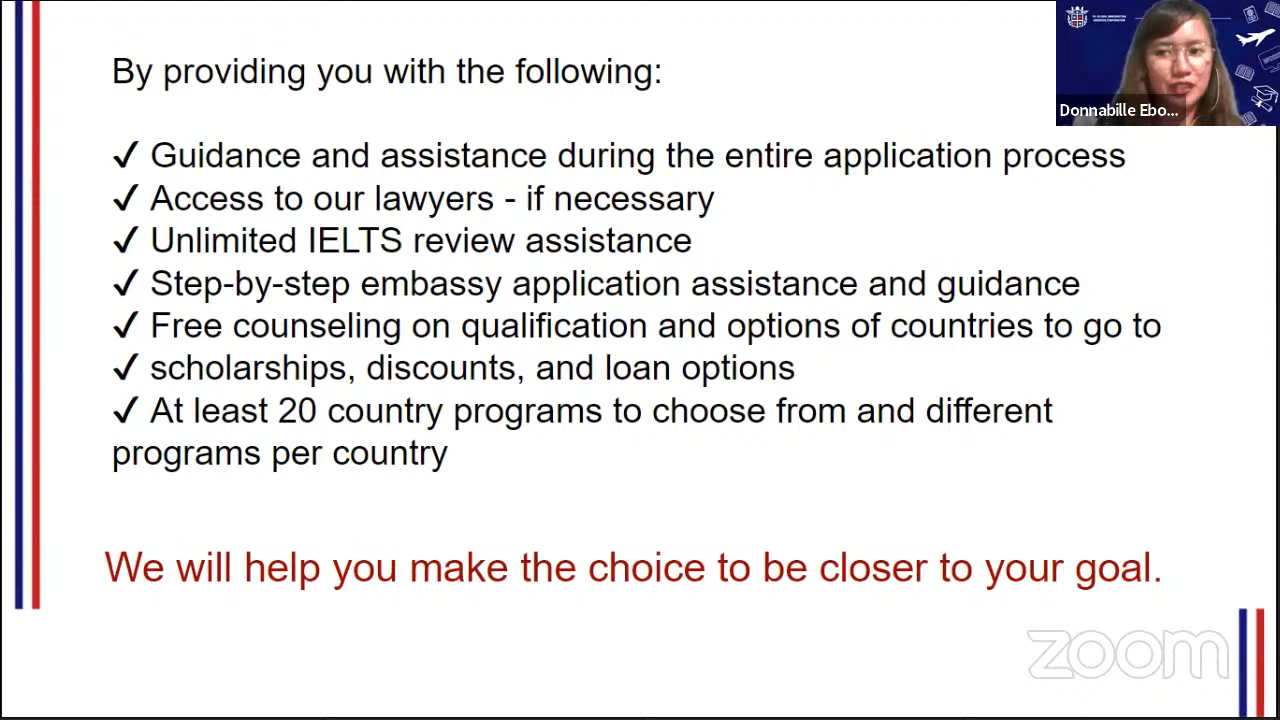 By providing you with the following:
✓ Guidance and assistance during the entire application process
✓ Access to our lawyers - if necessary
✓ Unlimited IELTS review assistance
✓ Step-by-step embassy application assistance and guidance
✓ Free counseling on qualification and options of countries to go to
✓ scholarships, discounts, and loan options
✓ At least 20 country programs to choose from and different
programs per country
We will help you make the choice to be closer to your goal.
Donnabille Ebo...
zoom